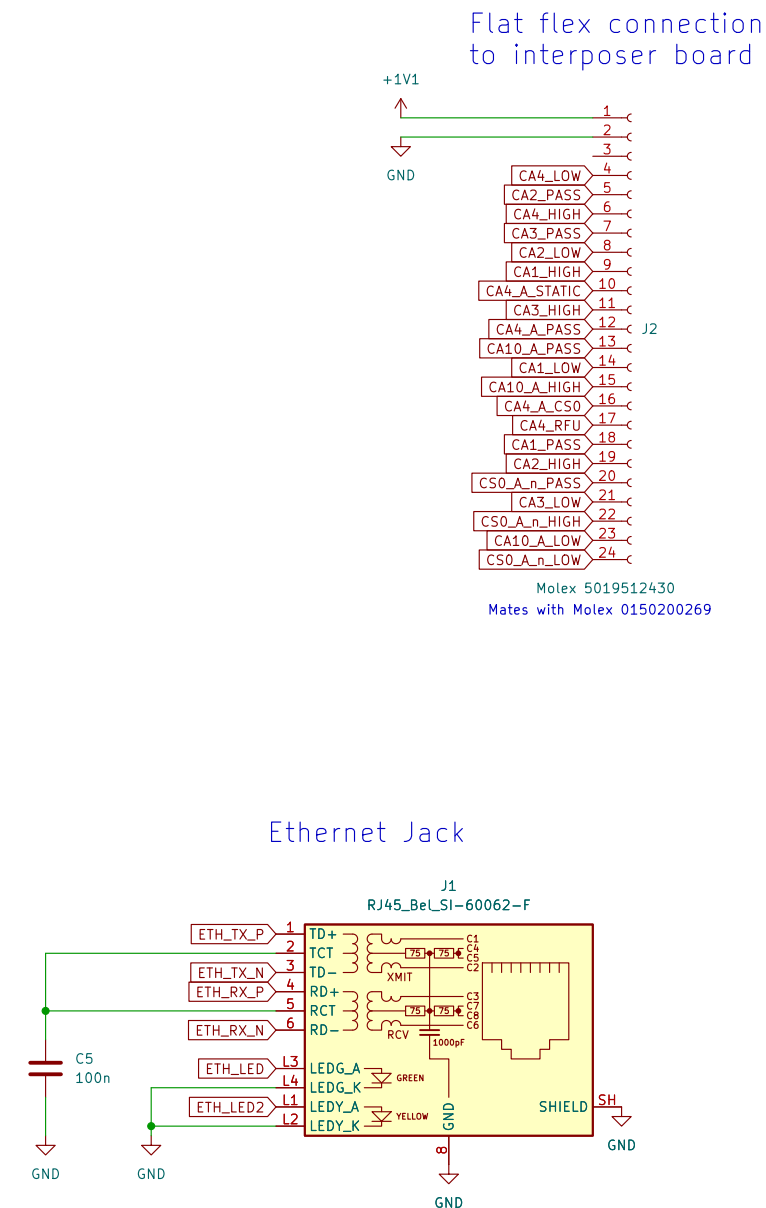 Flat flex connection
to interposer board
+1V1
GND
1
2
3
CA4_LOW 4
CA2_PASS 5
CA4_HIGH 6
CA3_PASS 7
CA2_LOW 8
CA1_HIGH 9
CA4_A_STATIC 10
CA3_HIGH 11
CA4_A_PASS 12
J2
CA10_A_PASS 13
CA1_LOW 14
CA10_A_HIGH 15
CA4_A_CS0 16
CA4_RFU 17
CA1_PASS 18
CA2_HIGH 19
CS0_A_n_PASS 20
CA3_LOW 21
CS0_A_n_HIGH 22
CA10_A_LOW 23
CS0_A_n_LOW 24
Molex 5019512430
Mates with Molex 0150200269
Ethernet Jack
J1
RJ45_Bel_SI-60062-F
ETH_TX_P 1 TD+
2 TCT
ETH_TX_N 3 TD-
ETH_RX_P 4 RD+
5 RCT
ETH_RX_N 6 RD-
ETH_LED L3 LEDG_A
L4 LEDG_K
ETH_LED2 L1 LEDY_A
L2 LEDY_K
C1
C4
75 75
C5
C2
XMIT
C3
C7
75 75
C8
C6
RCV
1000pF
GREEN
YELLOW
GND
8
GND
SHIELD SH
GND
C5
100n
GND
GND